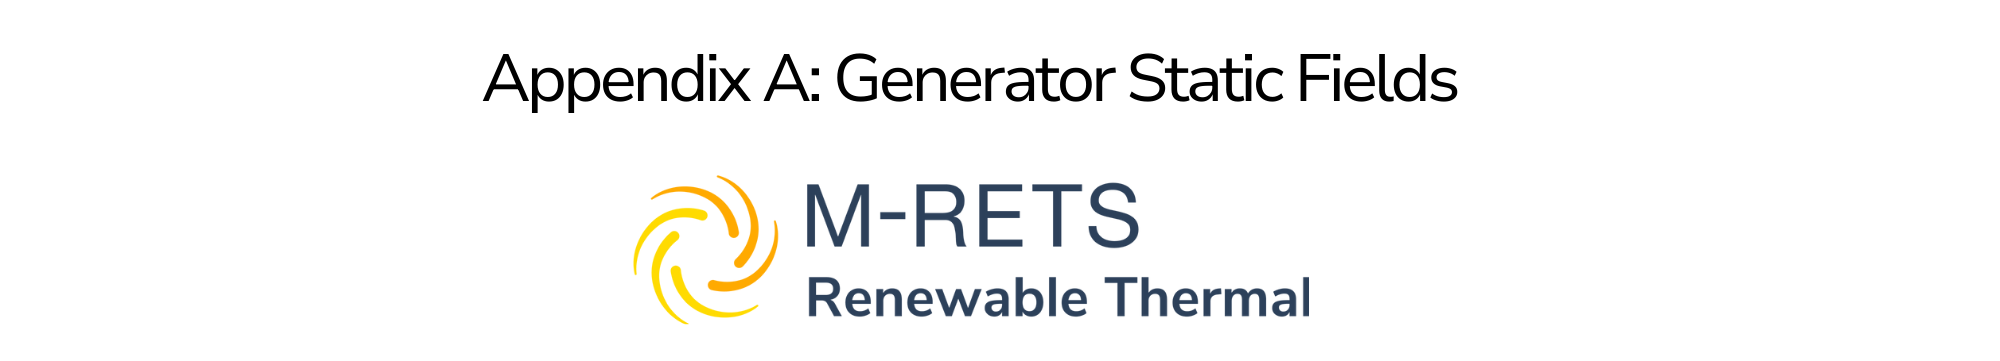 Appendix A: Generator Static Fields
M-RETS
Renewable Thermal